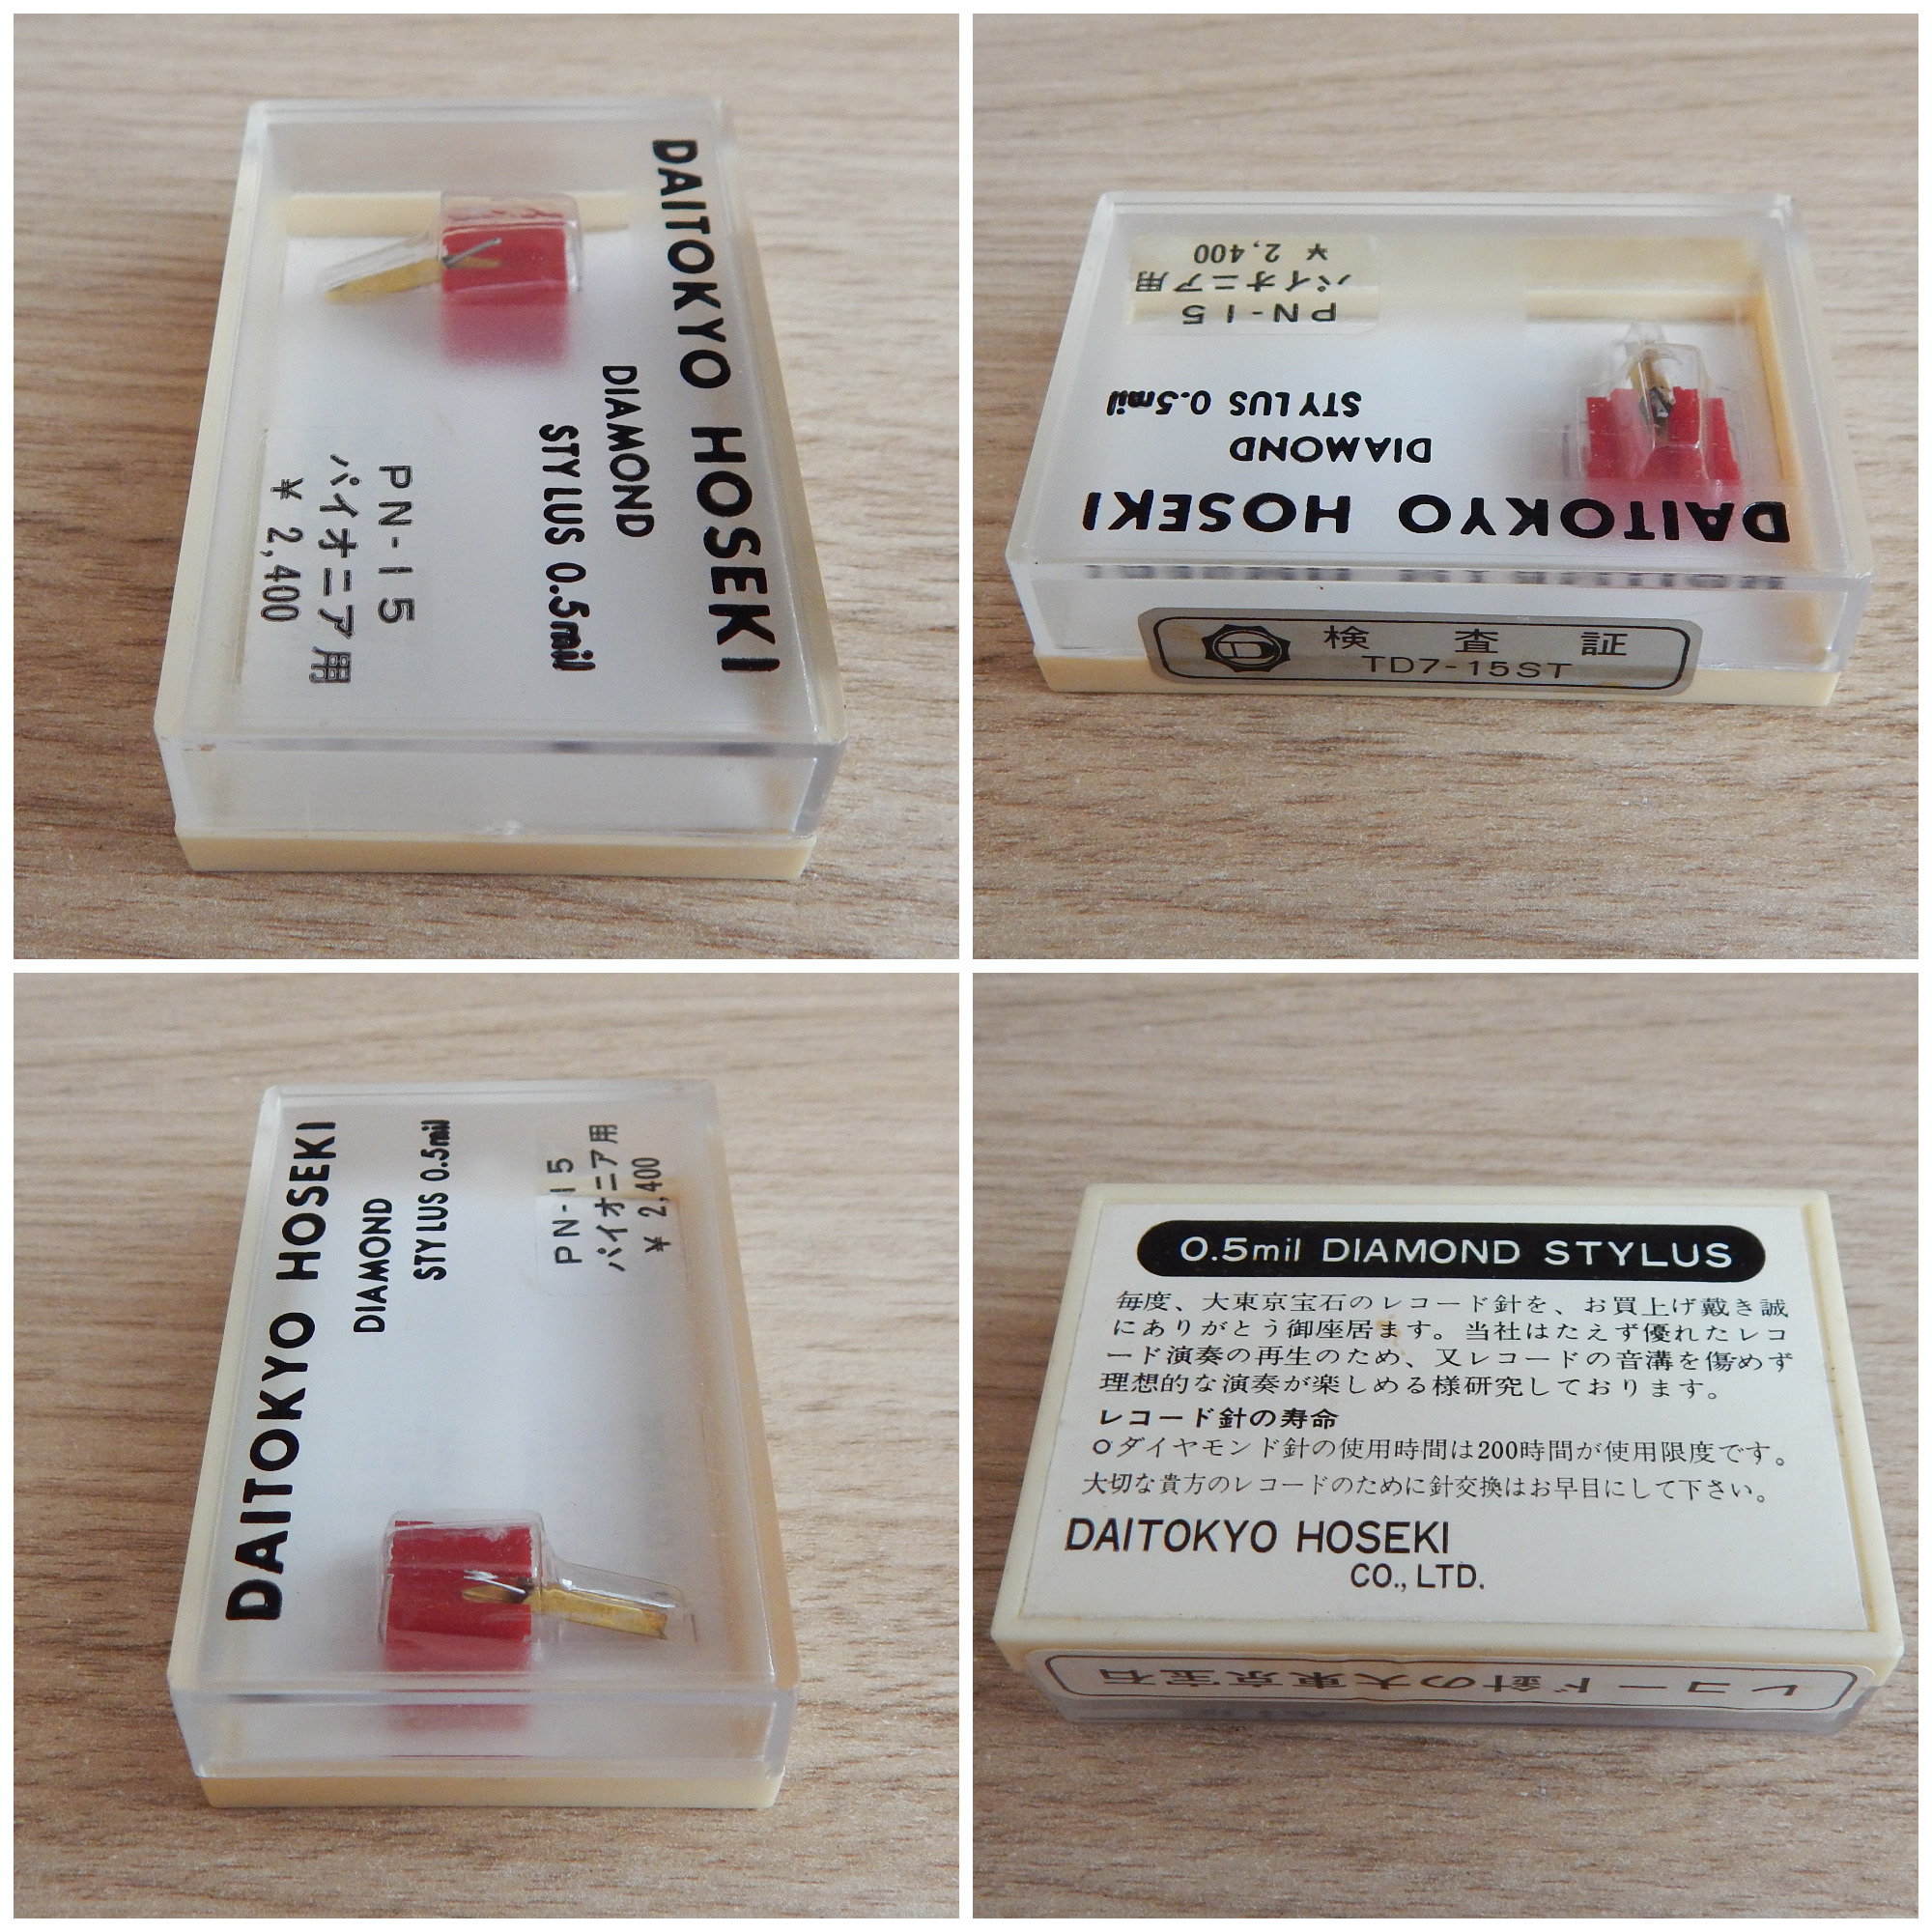 DAITOKYO HOSEKI
DIAMOND
STYLUS 0.5mil
PN-15
パイオニア用
¥ 2,400
PN-15
パイオニア用
¥ 2,400
DIAMOND
STYLUS 0.5mil
DAITOKYO HOSEKI
D 検査証
TD7-15ST
DAITOKYO HOSEKI
DIAMOND
STYLUS 0.5mil
PN-15
パイオニア用
¥ 2,400
0.5mil DIAMOND STYLUS
毎度、大東京宝石のレコード針を、お買上げ戴き誠
にありがとう御座居ます。当社はたえず優れたレコ
ード演奏の再生のため、又レコードの音溝を傷めず
理想的な演奏が楽しめる様研究しております。
レコード針の寿命
○ダイヤモンド針の使用時間は200時間が使用限度です。
大切な貴方のレコードのために針交換はお早目にして下さい。
DAITOKYO HOSEKI
CO., LTD.
レコード針の大東京宝石